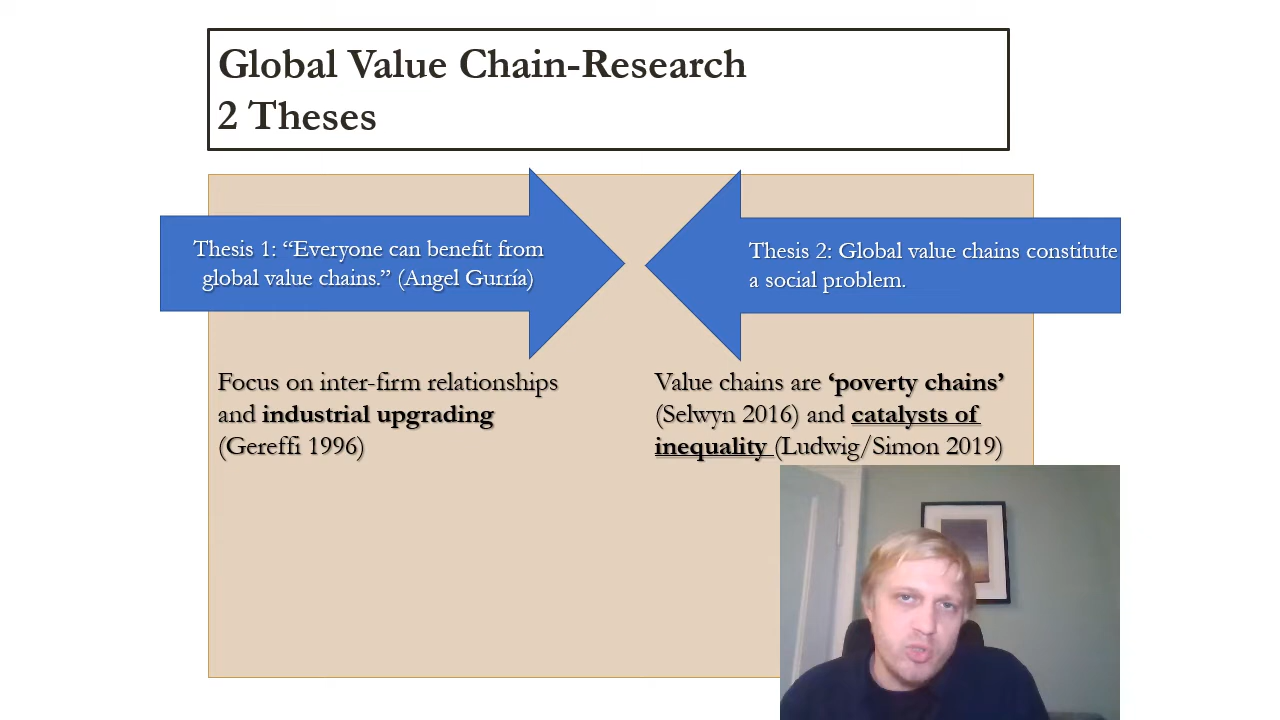 Global Value Chain-Research
2 Theses
Thesis 1: “Everyone can benefit from
global value chains.” (Angel Gurría)
Thesis 2: Global value chains constitute
a social problem.
Focus on inter-firm relationships
and industrial upgrading
(Gereffi 1996)
Value chains are ‘poverty chains’
(Selwyn 2016) and catalysts of
inequality (Ludwig/Simon 2019)